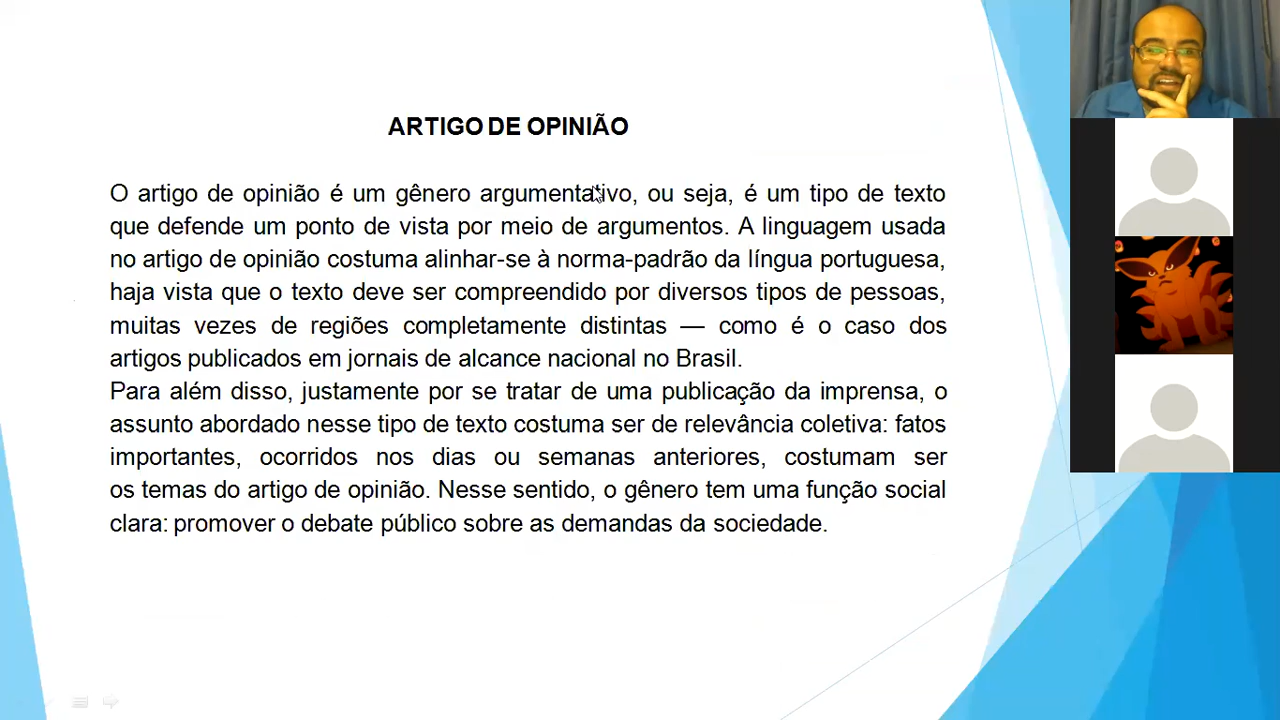 ARTIGO DE OPINIÃO
O artigo de opinião é um gênero argumentativo, ou seja, é um tipo de texto
que defende um ponto de vista por meio de argumentos. A linguagem usada
no artigo de opinião costuma alinhar-se à norma-padrão da língua portuguesa,
haja vista que o texto deve ser compreendido por diversos tipos de pessoas,
muitas vezes de regiões completamente distintas — como é o caso dos
artigos publicados em jornais de alcance nacional no Brasil.
Para além disso, justamente por se tratar de uma publicação da imprensa, o
assunto abordado nesse tipo de texto costuma ser de relevância coletiva: fatos
importantes, ocorridos nos dias ou semanas anteriores, costumam ser
os temas do artigo de opinião. Nesse sentido, o gênero tem uma função social
clara: promover o debate público sobre as demandas da sociedade.